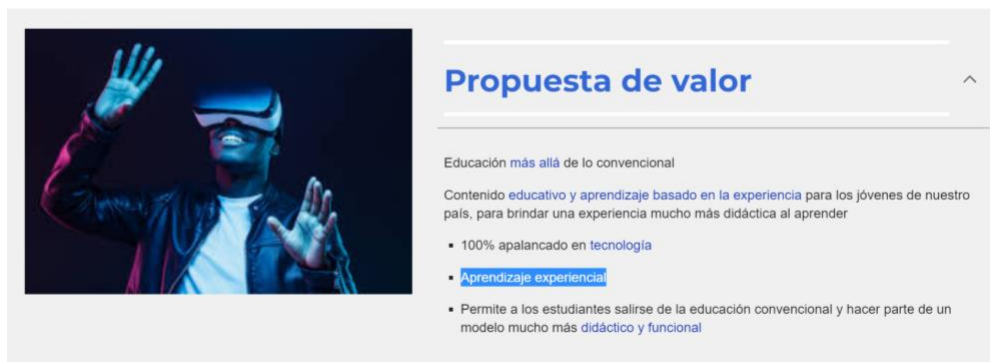 Propuesta de valor
Educación más allá de lo convencional
Contenido educativo y aprendizaje basado en la experiencia para los jóvenes de nuestro
país, para brindar una experiencia mucho más didáctica al aprender
▪ 100% apalancado en tecnología
▪ Aprendizaje experiencial
▪ Permite a los estudiantes salirse de la educación convencional y hacer parte de un
modelo mucho más didáctico y funcional